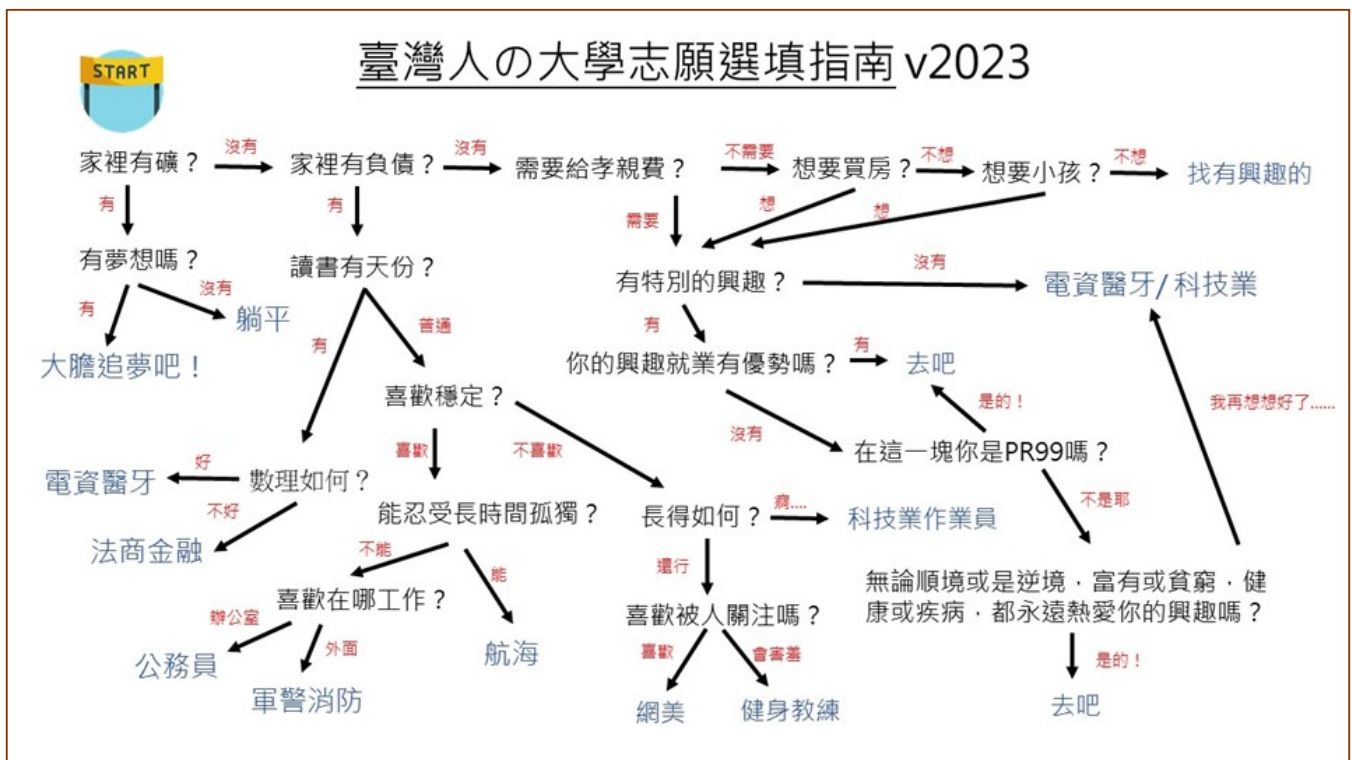 START
臺灣人の大學志願選填指南 v2023
家裡有礦？
沒有
家裡有負債？
沒有
需要給孝親費？
不需要
想要買房？
不想
想要小孩？
不想
找有興趣的
有
有
需要
想
想
有夢想嗎？
讀書有天份？
有特別的興趣？
沒有
電資醫牙/科技業
有
沒有
躺平
大膽追夢吧！
有
普通
有
你的興趣就業有優勢嗎？
有
去吧
喜歡穩定？
是的！
我再想想好了......
喜歡
不喜歡
沒有
在這一塊你是PR99嗎？
電資醫牙
好
數理如何？
不好
法商金融
能忍受長時間孤獨？
長得如何？
痾....
科技業作業員
不是耶
不能
能
還行
無論順境或是逆境，富有或貧窮，健
康或疾病，都永遠熱愛你的興趣嗎？
喜歡在哪工作？
喜歡被人關注嗎？
辦公室
外面
公務員
軍警消防
航海
喜歡
會害羞
網美
健身教練
是的！
去吧